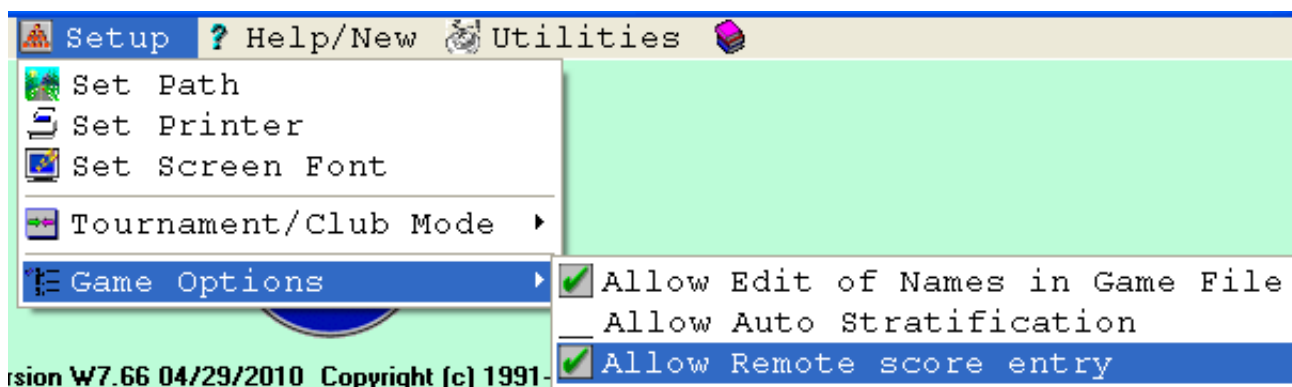 Setup ? Help/New Utilities
Set Path
Set Printer
Set Screen Font
Tournament/Club Mode
Game Options
Allow Edit of Names in Game File
Allow Auto Stratification
Allow Remote score entry
rsion W7.66 04/29/2010 Copyright (c) 1991-